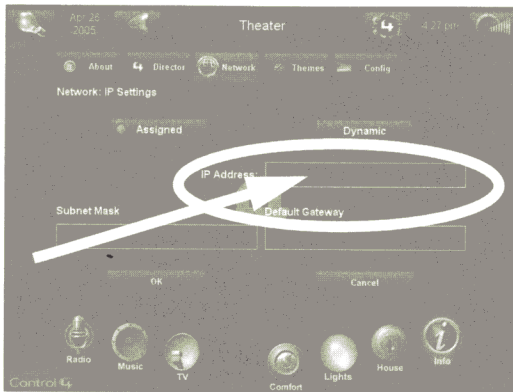 Apr 26 2005
Theater
4:27 pm
About
Director
Network
Themes
Config
Network: IP Settings
Assigned
Dynamic
IP Address:
Subnet Mask
Default Gateway
OK
Cancel
Radio
Music
TV
Comfort
Lights
House
Info
Control4